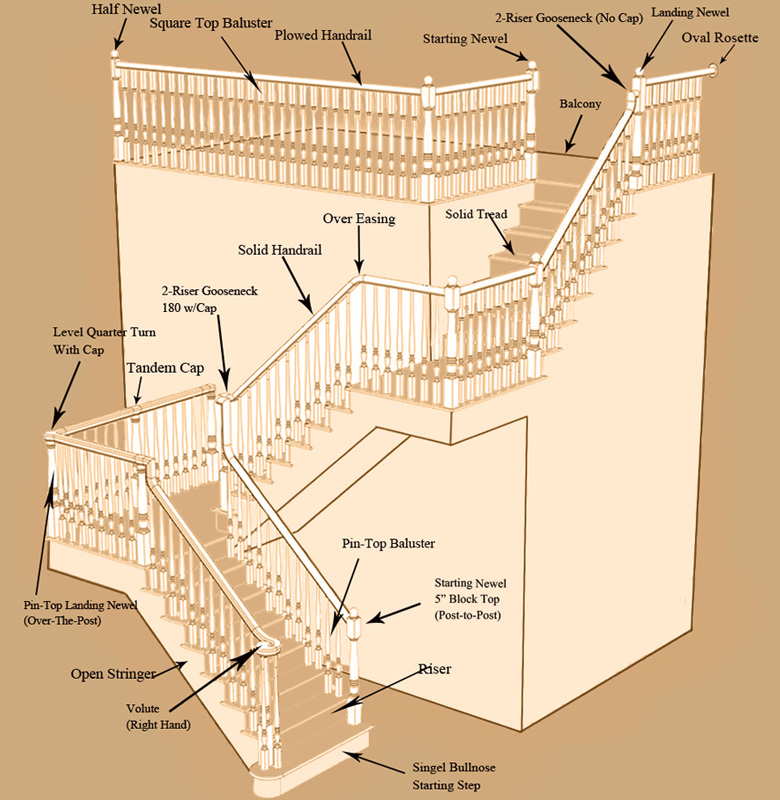 Half Newel
Square Top Baluster
Plowed Handrail
Starting Newel
2-Riser Gooseneck (No Cap)
Landing Newel
Oval Rosette
Balcony
Solid Tread
Over Easing
Solid Handrail
2-Riser Gooseneck
180 w/Cap
Level Quarter Turn
With Cap
Tandem Cap
Pin-Top Baluster
Starting Newel
5” Block Top
(Post-to-Post)
Pin-Top Landing Newel
(Over-The-Post)
Open Stringer
Riser
Volute
(Right Hand)
Singel Bullnose
Starting Step